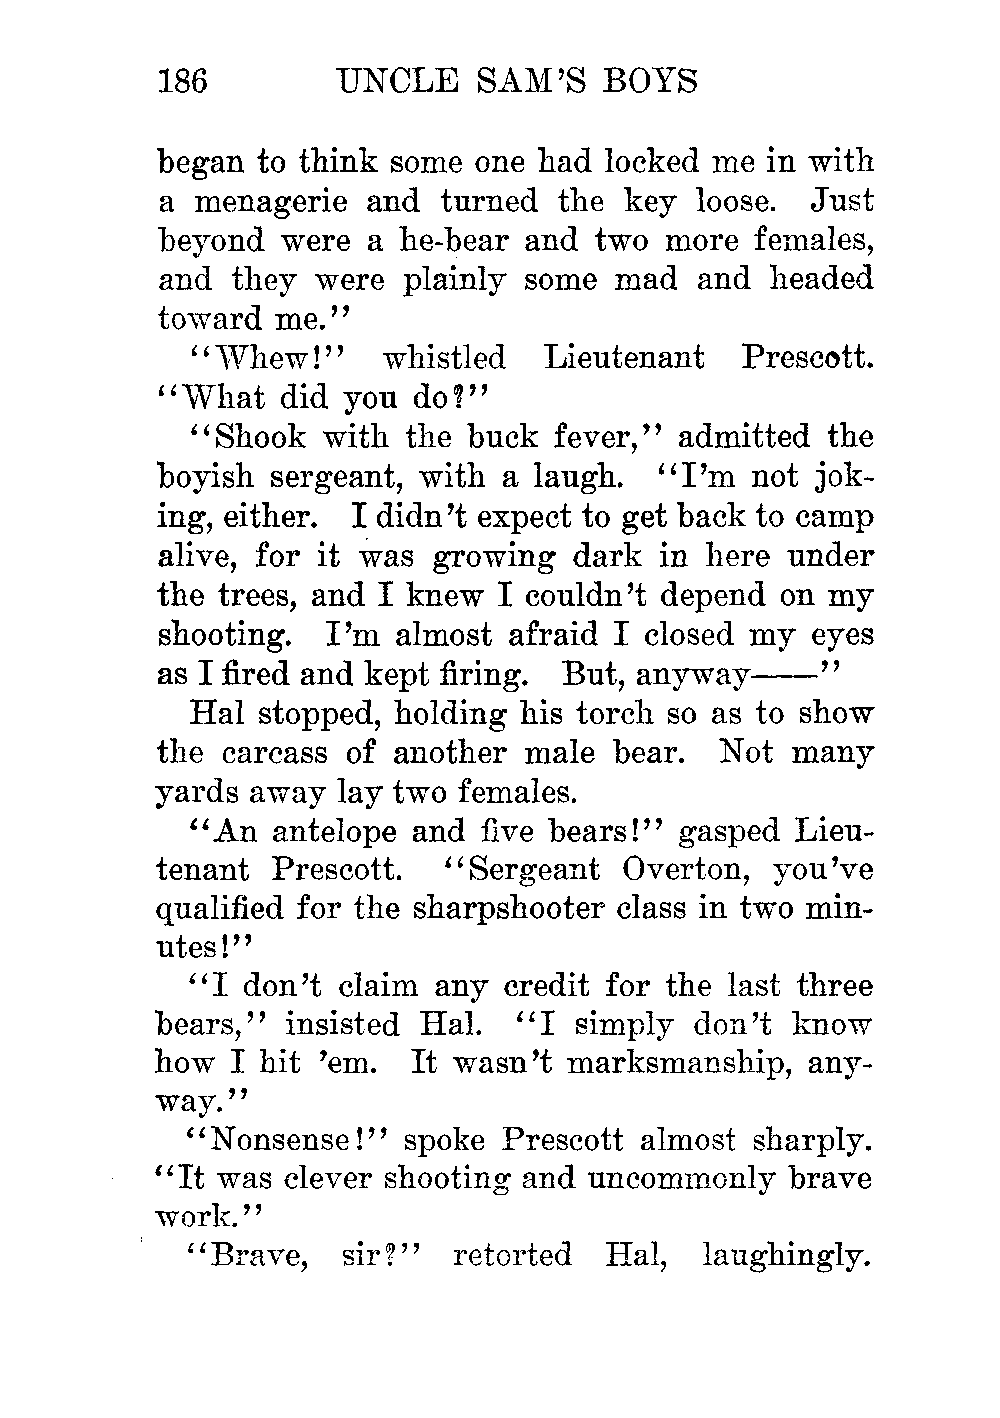 186 UNCLE SAM'S BOYS
began to think some one had locked me in with
a menagerie and turned the key loose. Just
beyond were a he-bear and two more females,
and they were plainly some mad and headed
toward me."
"Whew!" whistled Lieutenant Prescott.
"What did you do?"
"Shook with the buck fever," admitted the
boyish sergeant, with a laugh. "I'm not jok-
ing, either. I didn't expect to get back to camp
alive, for it was growing dark in here under
the trees, and I knew I couldn't depend on my
shooting. I'm almost afraid I closed my eyes
as I fired and kept firing. But, anyway——"
Hal stopped, holding his torch so as to show
the carcass of another male bear. Not many
yards away lay two females.
"An antelope and five bears!" gasped Lieu-
tenant Prescott. "Sergeant Overton, you've
qualified for the sharpshooter class in two min-
utes!"
"I don't claim any credit for the last three
bears," insisted Hal. "I simply don't know
how I hit 'em. It wasn't marksmanship, any-
way."
"Nonsense!" spoke Prescott almost sharply.
"It was clever shooting and uncommonly brave
work."
"Brave, sir?" retorted Hal, laughingly.